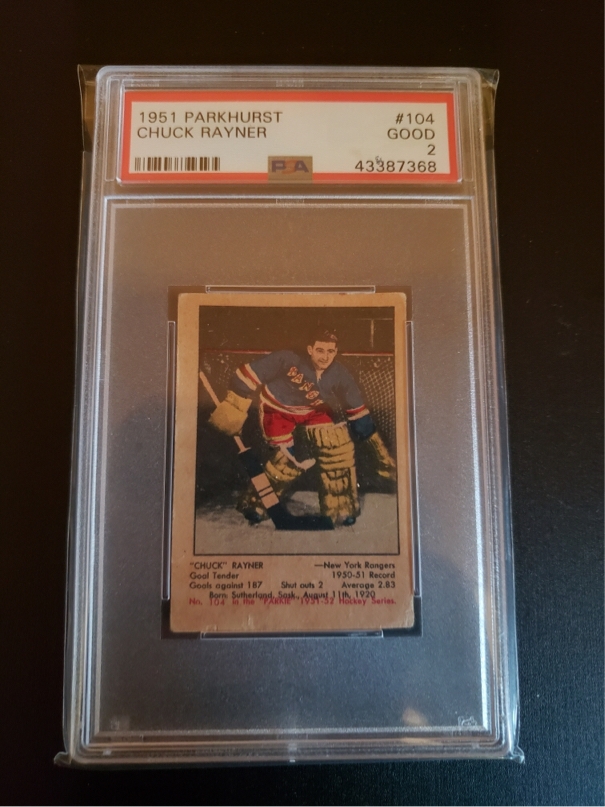 1951 PARKHURST #104
CHUCK RAYNER GOOD
2
PSA 43387368
RANGERS
"CHUCK" RAYNER —New York Rangers
Goal Tender 1950-51 Record
Goals against 187 Shut outs 2 Average 2.83
Born Sutherland, Sask., August 11th, 1920
No. 104 in the "PARKIE" 1951-52 Hockey Series.